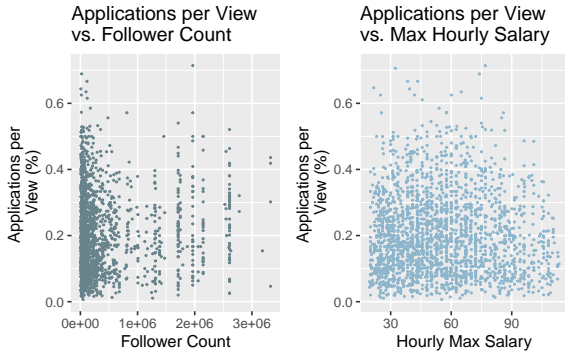 Applications per View
vs. Follower Count
Applications per
View (%)
0.6
0.4
0.2
0.0
0e+00
1e+06
2e+06
3e+06
Follower Count
Applications per View
vs. Max Hourly Salary
Applications per
View (%)
0.6
0.4
0.2
0.0
30
60
90
Hourly Max Salary